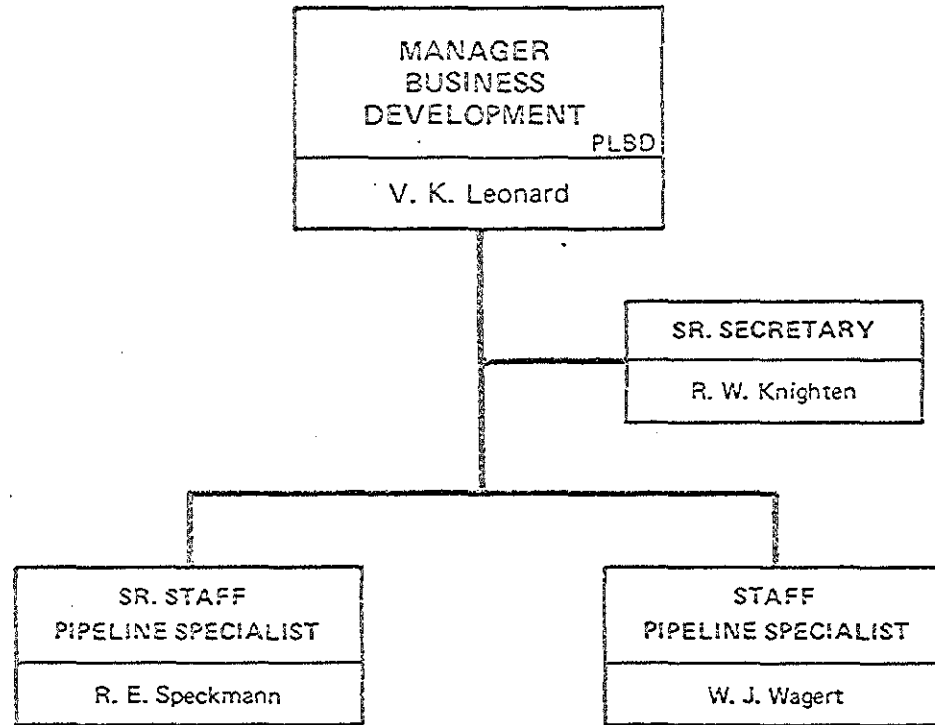 MANAGER
BUSINESS
DEVELOPMENT
PLBD
V. K. Leonard
SR. SECRETARY
R. W. Knighten
SR. STAFF
PIPELINE SPECIALIST
R. E. Speckmann
STAFF
PIPELINE SPECIALIST
W. J. Wagert